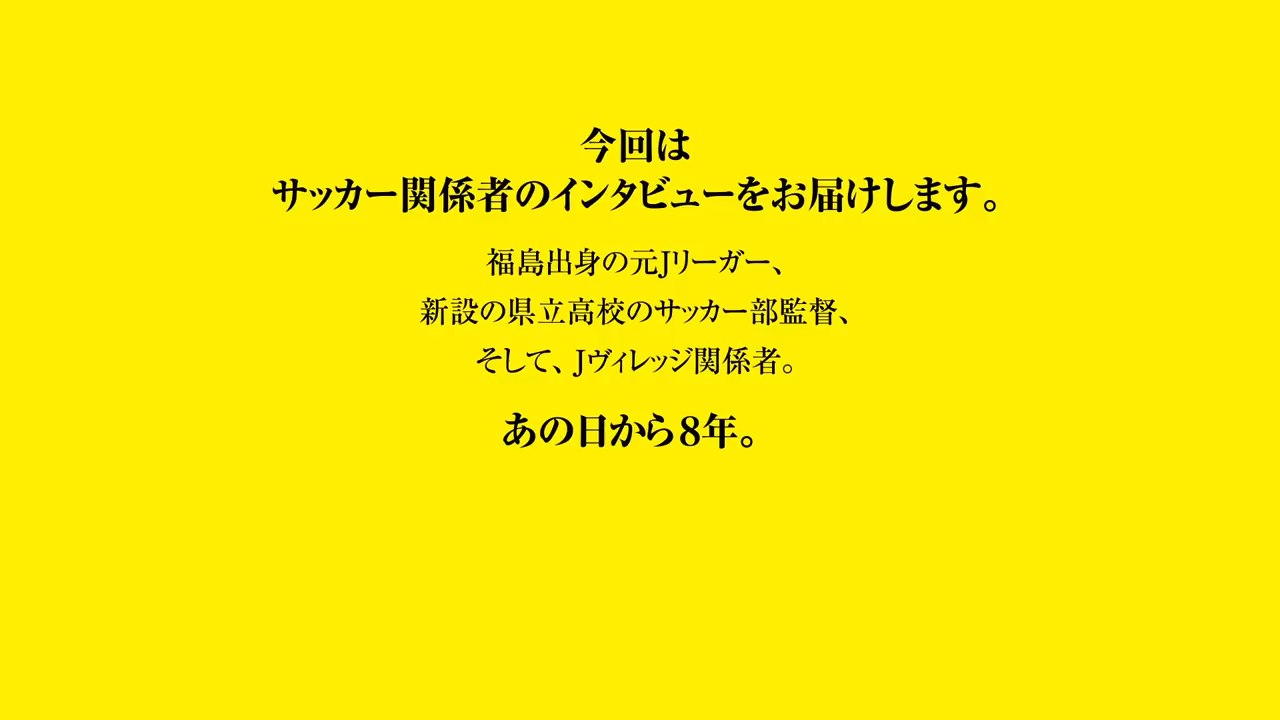 今回は
サッカー関係者のインタビューをお届けします。
福島出身の元Jリーガー、
新設の県立高校のサッカー部監督、
そして、Jヴィレッジ関係者。
あの日から8年。